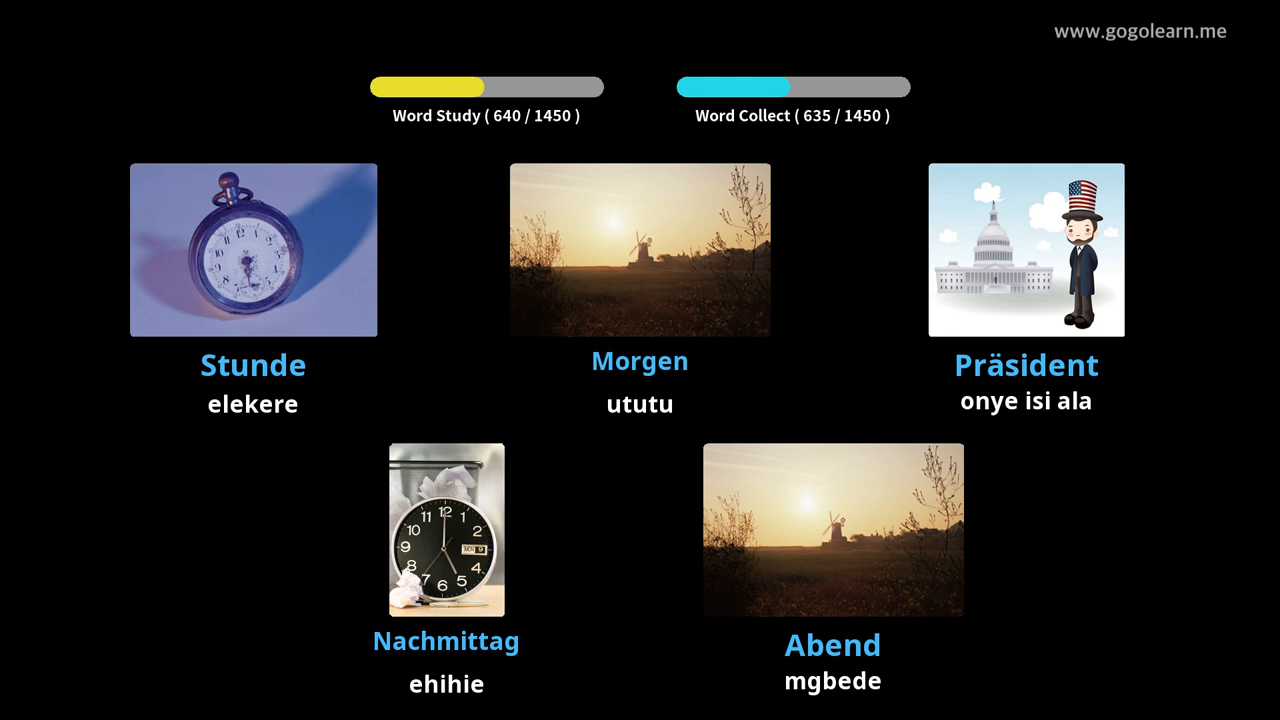 www.gogolearn.me
Word Study ( 640 / 1450 )
Word Collect ( 635 / 1450 )
Stunde
elekere
Morgen
ututu
Präsident
onye isi ala
Nachmittag
ehihie
Abend
mgbede